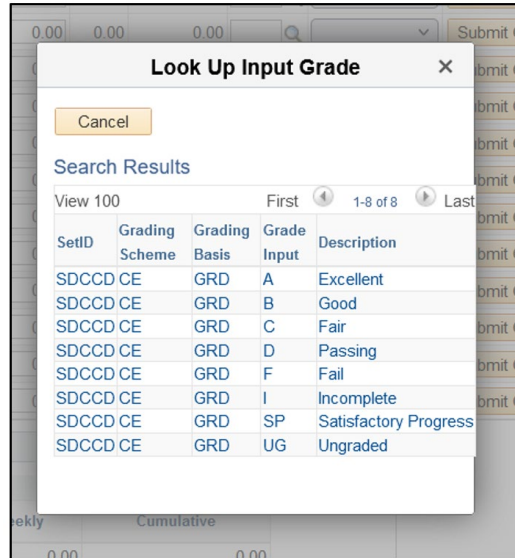 0.00 0.00 0.00 Submit
Look Up Input Grade ×
Cancel
Search Results
View 100 First 1-8 of 8 Last
SetID Grading Scheme Grading Basis Grade Input Description
SDCCD CE GRD A Excellent
SDCCD CE GRD B Good
SDCCD CE GRD C Fair
SDCCD CE GRD D Passing
SDCCD CE GRD F Fail
SDCCD CE GRD I Incomplete
SDCCD CE GRD SP Satisfactory Progress
SDCCD CE GRD UG Ungraded
Cumulative
0.00 0.00